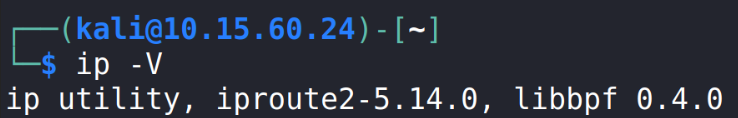 ┌──(kali@10.15.60.24)-[~]
└─$ ip -V
ip utility, iproute2-5.14.0, libbpf 0.4.0